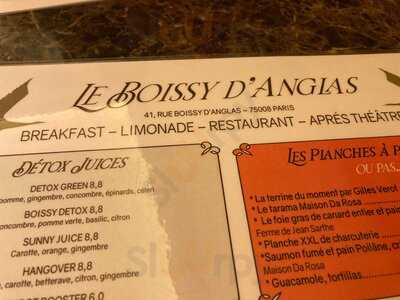 LE BOISSY D'ANGLAS
41, RUE BOISSY D'ANGLAS – 75008 PARIS
BREAKFAST – LIMONADE – RESTAURANT – APRÈS THÉÂTRE
DÉTOX JUICES
DETOX GREEN 8,8
pomme, gingembre, concombre, épinards, céleri
BOISSY DETOX 8,8
pomme verte, basilic, citron
SUNNY JUICE 8,8
Carotte, orange, gingembre
HANGOVER 8,8
carotte, betterave, citron, gingembre
BOOSTER 6,0
LES PLANCHES À P
OU PAS..
*La terrine du moment par Gilles Verot
*Le tarama Maison Da Rosa
*Le foie gras de canard entier et pain
Ferme de Jean Sarthe
*Planche XXL de charcuterie
*Saumon fumé et pain Poilâne, cr
Maison Da Rosa
*Guacamole, tortillas